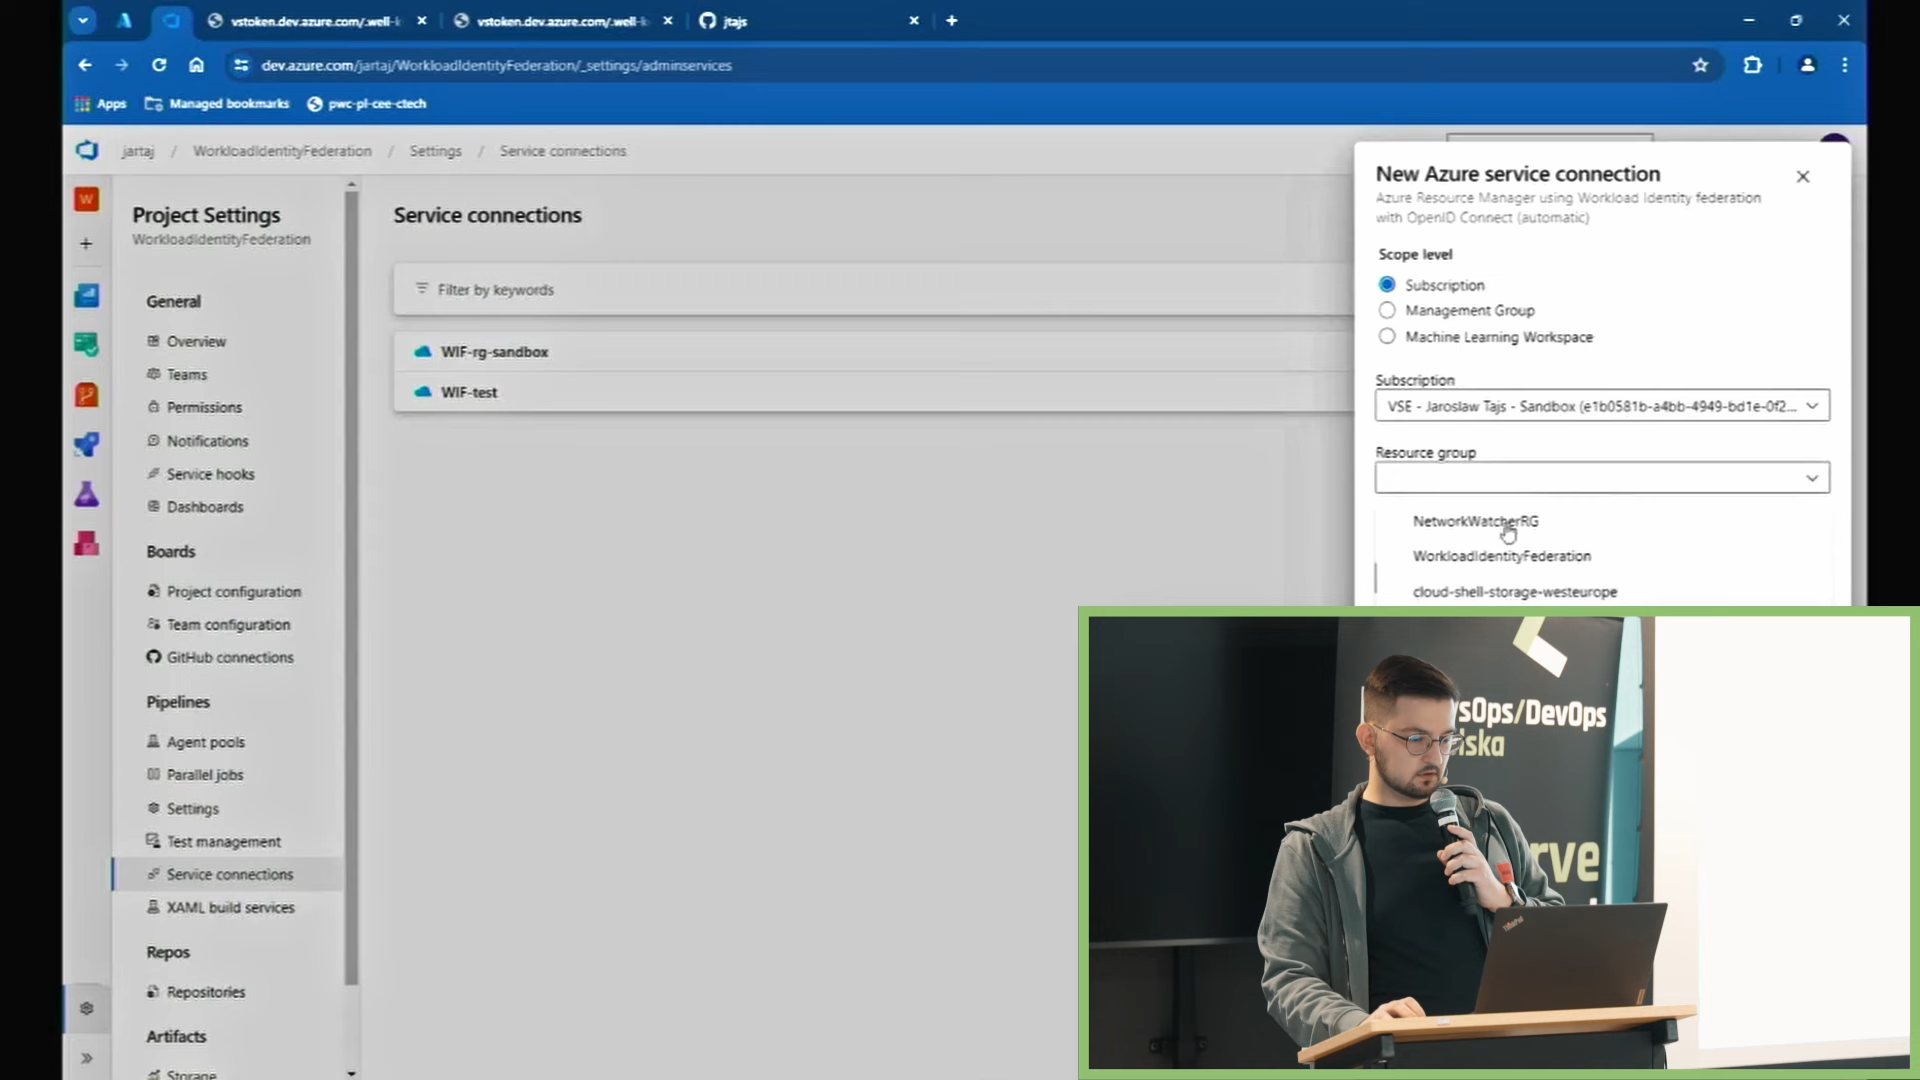 vstoken.dev.azure.com/.well-k
vstoken.dev.azure.com/.well-k
jtajs
dev.azure.com/jartaj/WorkloadIdentityFederation/_settings/adminservices
Apps
Managed bookmarks
pwc-pl-cee-ctech
jartaj / WorkloadIdentityFederation / Settings / Service connections
W
Project Settings
WorkloadIdentityFederation
General
Overview
Teams
Permissions
Notifications
Service hooks
Dashboards
Boards
Project configuration
Team configuration
GitHub connections
Pipelines
Agent pools
Parallel jobs
Settings
Test management
Service connections
XAML build services
Repos
Repositories
Artifacts
Storage
Service connections
Filter by keywords
WIF-rg-sandbox
WIF-test
New Azure service connection
Azure Resource Manager using Workload Identity federation
with OpenID Connect (automatic)
Scope level
Subscription
Management Group
Machine Learning Workspace
Subscription
VSE - Jaroslaw Tajs - Sandbox (e1b0581b-a4bb-4949-bd1e-0f2...
Resource group
NetworkWatcherRG
WorkloadIdentityFederation
cloud-shell-storage-westeurope
sOps/DevOps
lska
rve
ThinkPad